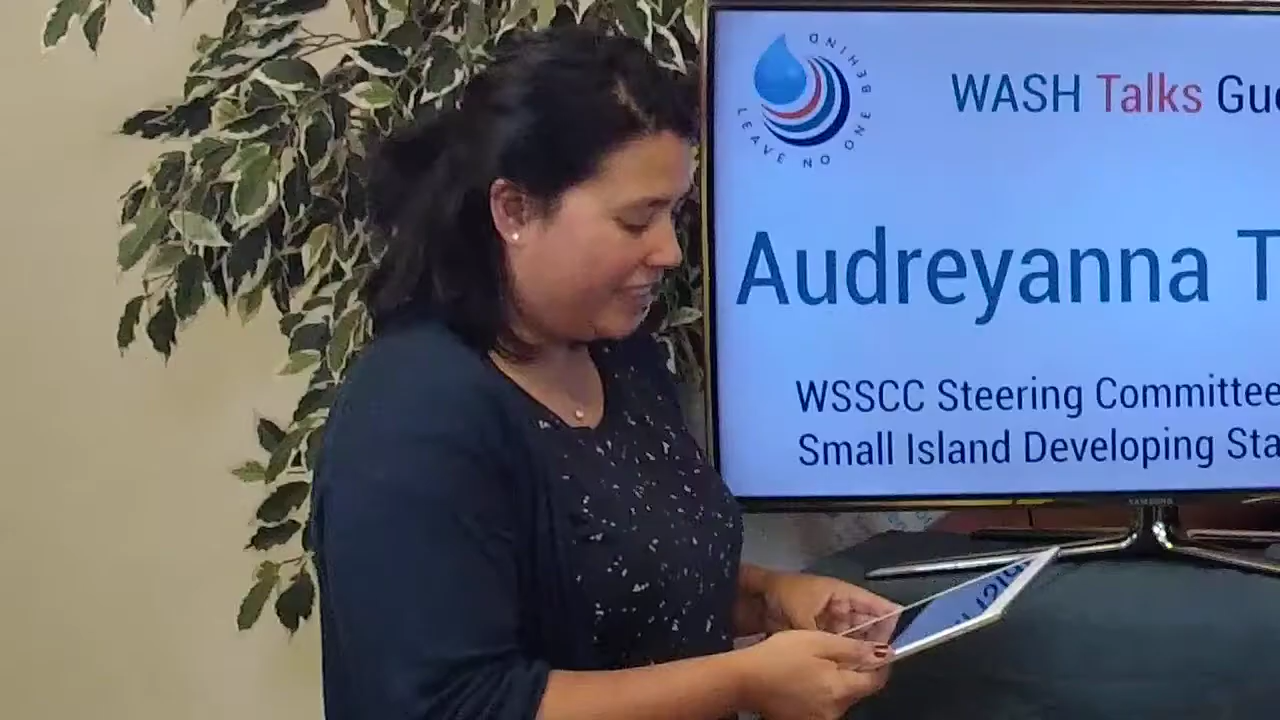 LEAVE NO ONE BEHIND
WASH Talks Gue
Audreyanna T
WSSCC Steering Committee
Small Island Developing Sta
SAMSUNG